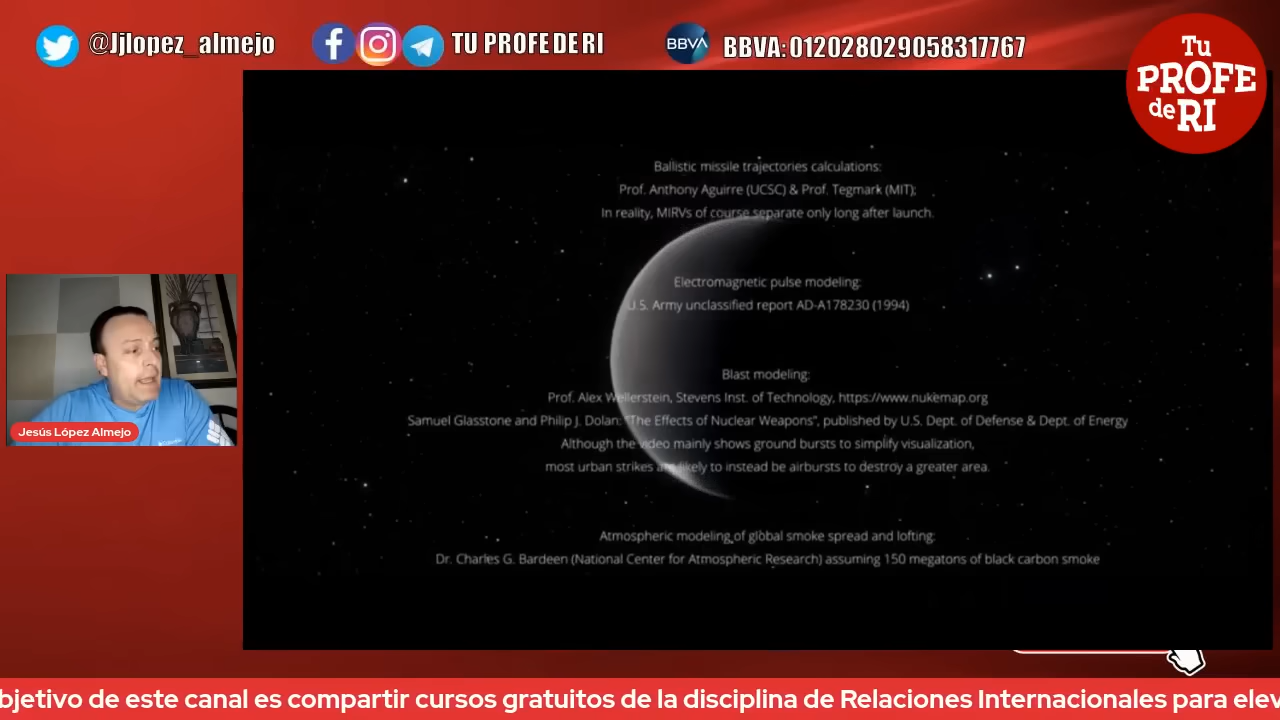 @Jjlopez_almejo
TU PROFE DE RI
BBVA
BBVA: 012028029058317767
Tu
PROFE
de RI
Ballistic missile trajectories calculations:
Prof. Anthony Aguirre (UCSC) & Prof. Tegmark (MIT);
In reality, MIRVs of course separate only long after launch.
Electromagnetic pulse modeling:
U.S. Army unclassified report AD-A178230 (1994)
Blast modeling:
Prof. Alex Wellerstein, Stevens Inst. of Technology, https://www.nukemap.org
Samuel Glasstone and Philip J. Dolan: "The Effects of Nuclear Weapons", published by U.S. Dept. of Defense & Dept. of Energy
Although the video mainly shows ground bursts to simplify visualization,
most urban strikes are likely to instead be airbursts to destroy a greater area.
Atmospheric modeling of global smoke spread and lofting:
Dr. Charles G. Bardeen (National Center for Atmospheric Research) assuming 150 megatons of black carbon smoke
Jesús López Almejo
bjetivo de este canal es compartir cursos gratuitos de la disciplina de Relaciones Internacionales para elev